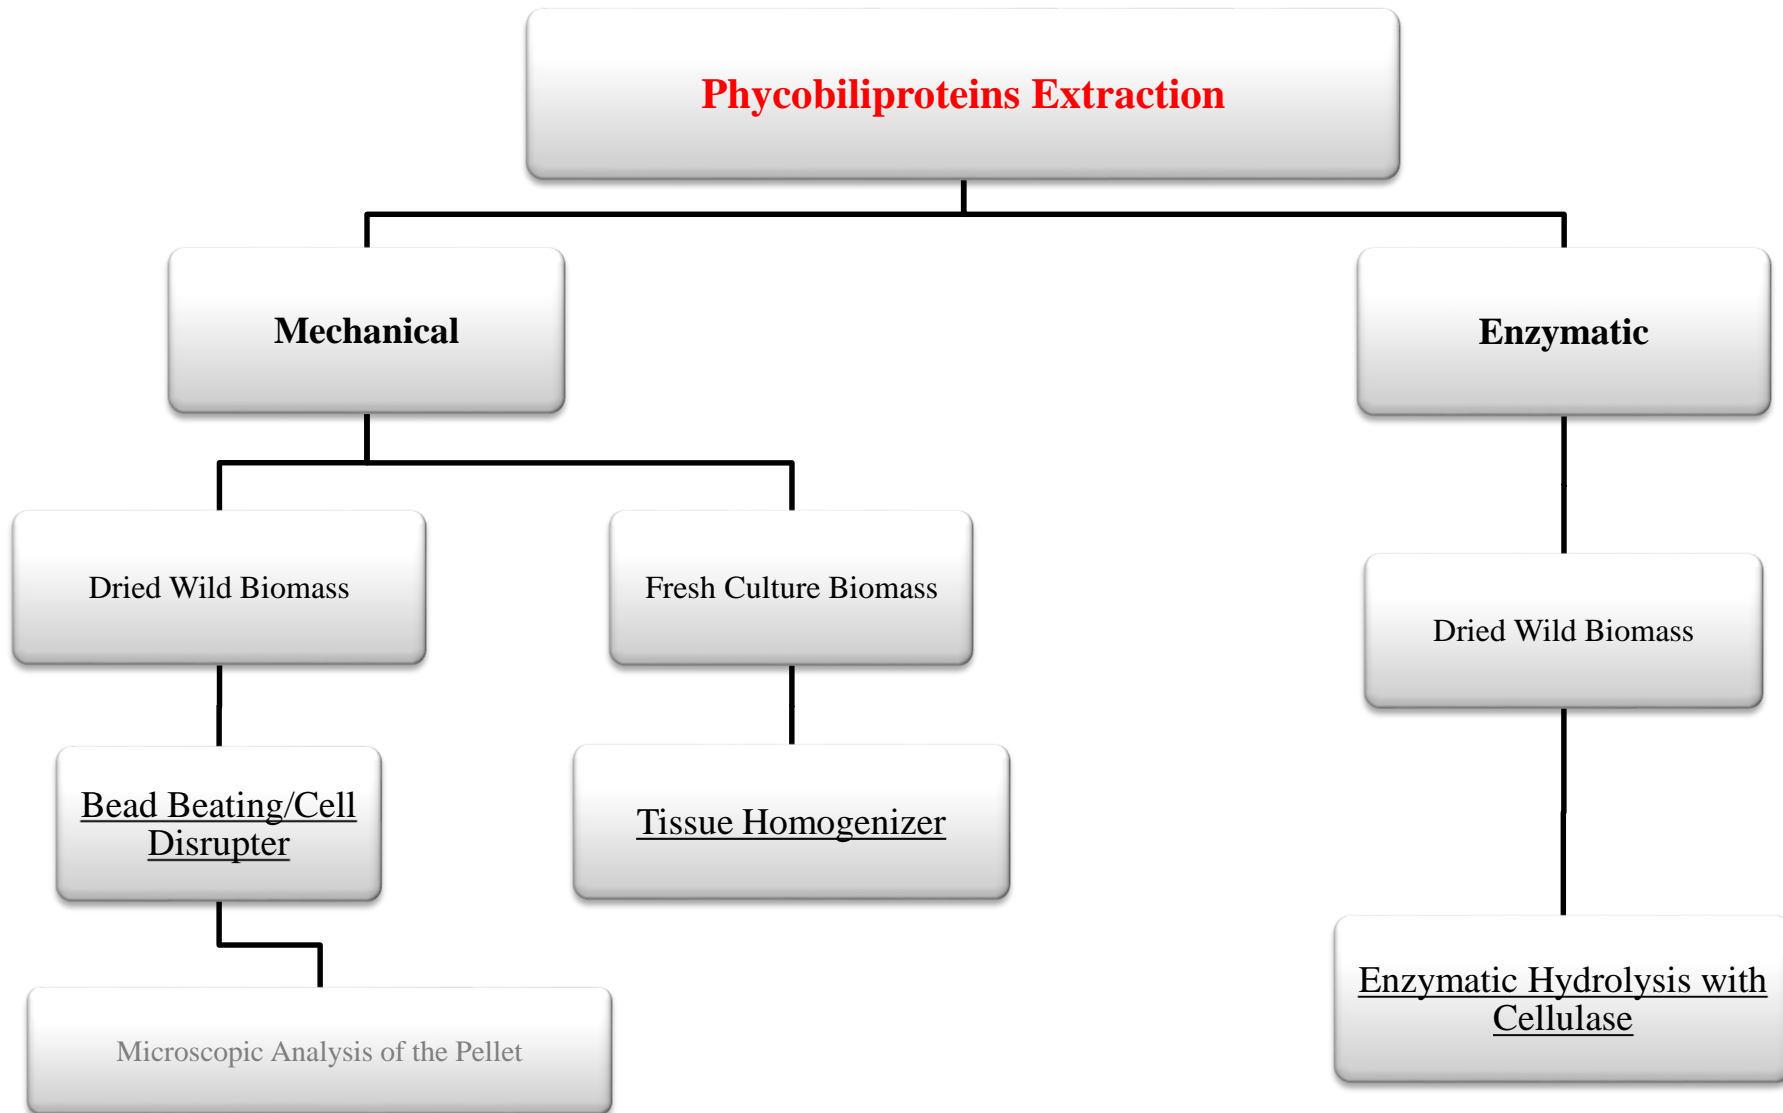 Phycobiliproteins Extraction
Mechanical
Enzymatic
Dried Wild Biomass
Fresh Culture Biomass
Dried Wild Biomass
Bead Beating/Cell
Disrupter
Tissue Homogenizer
Enzymatic Hydrolysis with
Cellulase
Microscopic Analysis of the Pellet